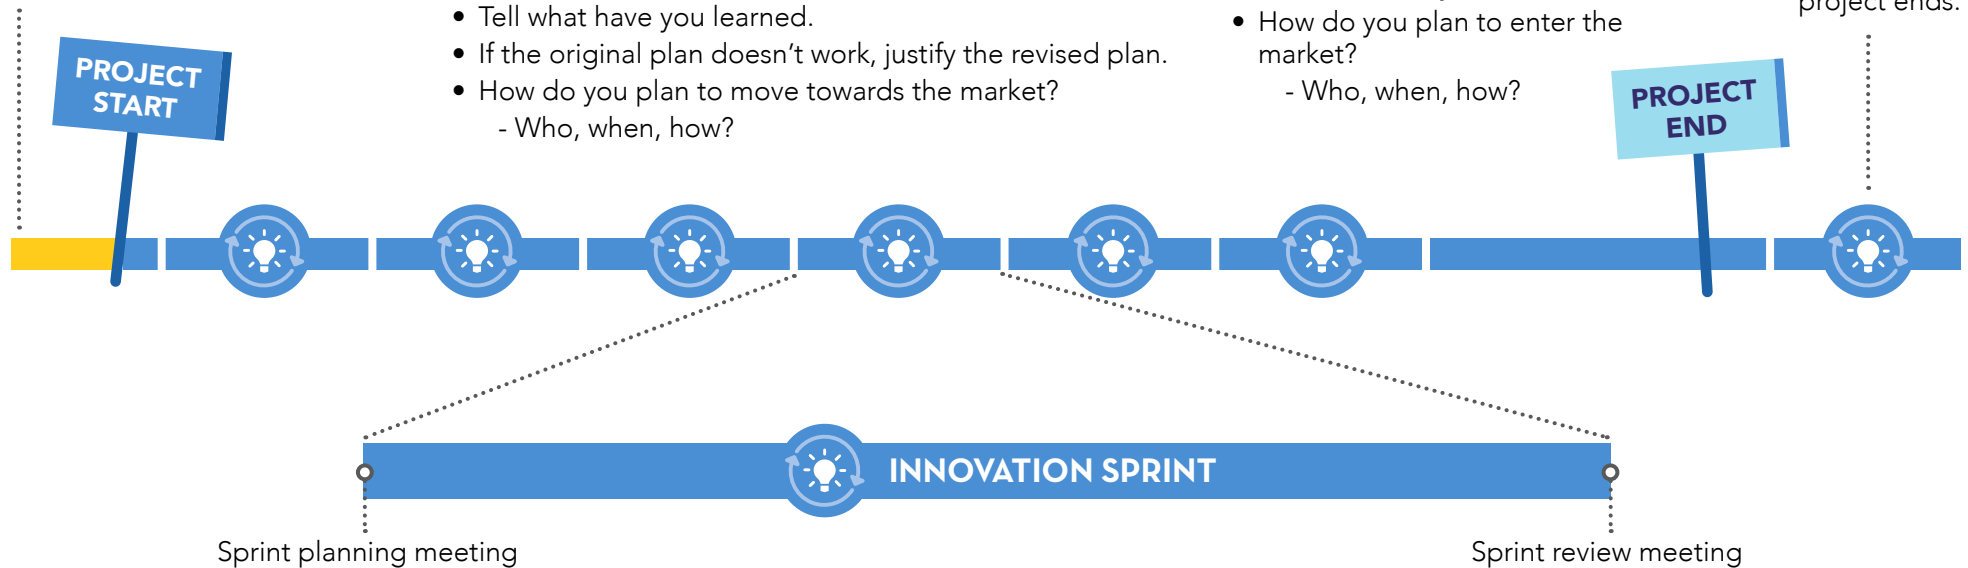 • Tell what have you learned.
• If the original plan doesn't work, justify the revised plan.
• How do you plan to move towards the market?
- Who, when, how?
• How do you plan to enter the
market?
- Who, when, how?
project ends.
PROJECT
START
PROJECT
END
INNOVATION SPRINT
Sprint planning meeting
Sprint review meeting